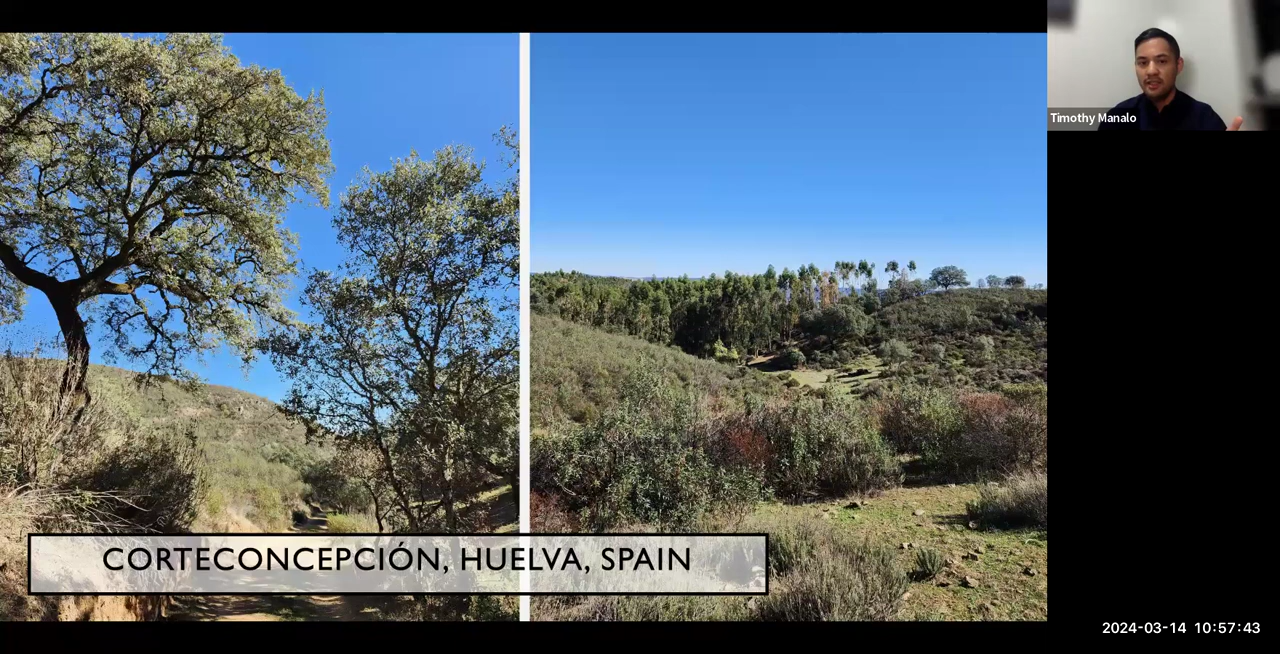 Timothy Manalo
CORTECONCEPCIÓN, HUELVA, SPAIN
2024-03-14 10:57:43